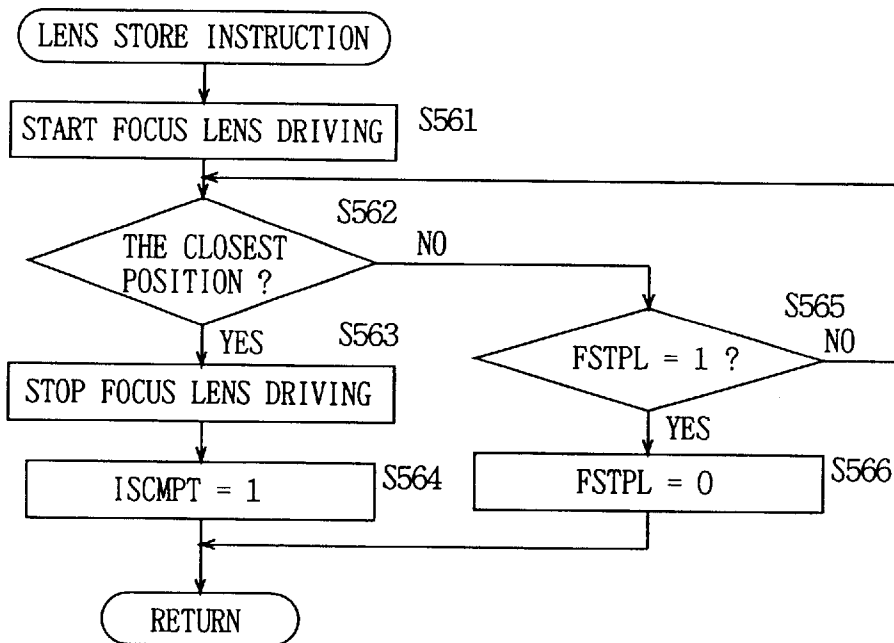 LENS STORE INSTRUCTION
START FOCUS LENS DRIVING
S561
S562
THE CLOSEST
POSITION ?
NO
YES
S563
STOP FOCUS LENS DRIVING
ISCMPT = 1
S564
S565
FSTPL = 1 ?
NO
YES
FSTPL = 0
S566
RETURN